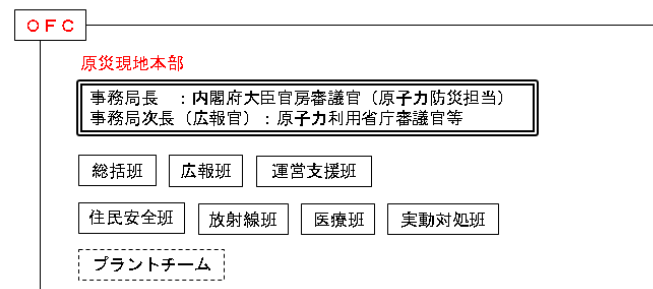 OFC
原災現地本部
事務局長 ：内閣府大臣官房審議官（原子力防災担当）
事務局次長（広報官）：原子力利用省庁審議官等
総括班 広報班 運営支援班
住民安全班 放射線班 医療班 実動対処班
プラントチーム